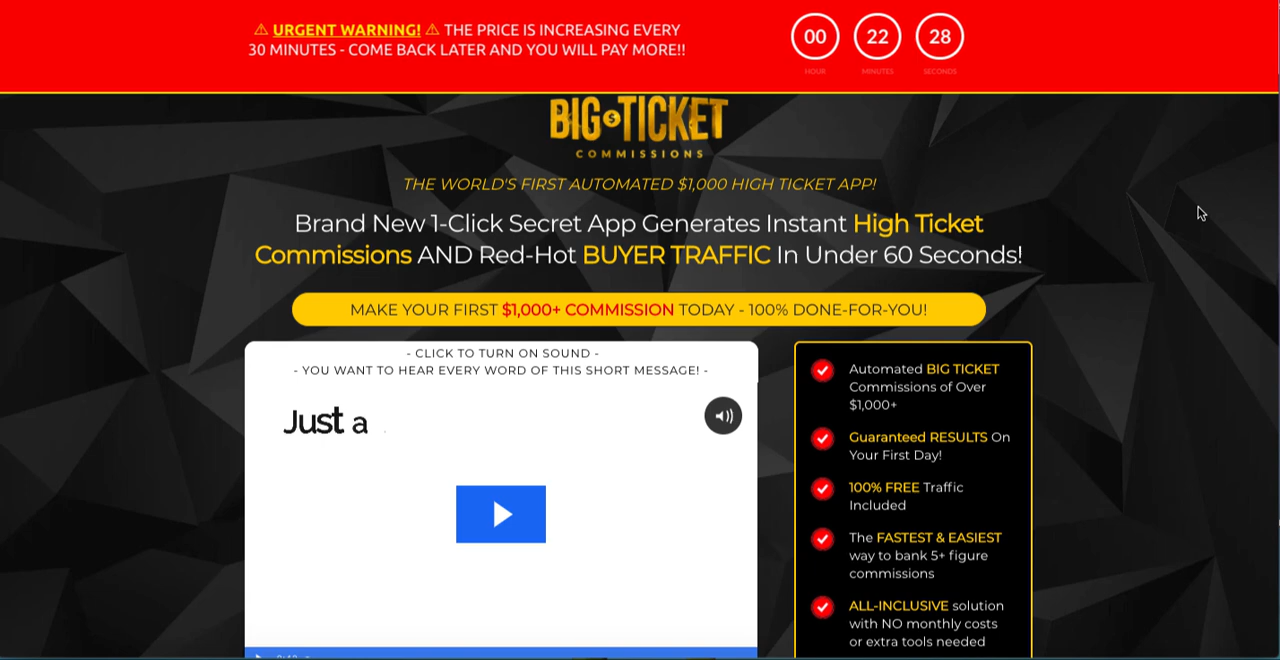 ⚠ URGENT WARNING! ⚠ THE PRICE IS INCREASING EVERY
30 MINUTES - COME BACK LATER AND YOU WILL PAY MORE!!
00 22 28
HOUR MINUTES SECONDS
BIG TICKET
COMMISSIONS
THE WORLD'S FIRST AUTOMATED $1,000 HIGH TICKET APP!
Brand New 1-Click Secret App Generates Instant High Ticket
Commissions AND Red-Hot BUYER TRAFFIC In Under 60 Seconds!
MAKE YOUR FIRST $1,000+ COMMISSION TODAY - 100% DONE-FOR-YOU!
- CLICK TO TURN ON SOUND -
- YOU WANT TO HEAR EVERY WORD OF THIS SHORT MESSAGE! -
Just a
Automated BIG TICKET
Commissions of Over
$1,000+
Guaranteed RESULTS On
Your First Day!
100% FREE Traffic
Included
The FASTEST & EASIEST
way to bank 5+ figure
commissions
ALL-INCLUSIVE solution
with NO monthly costs
or extra tools needed